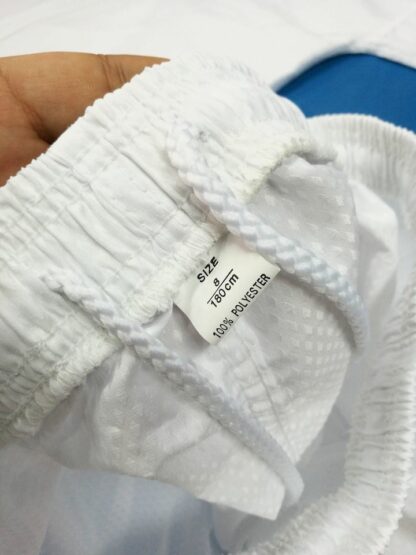 SIZE
8
180cm
100% POLYESTER